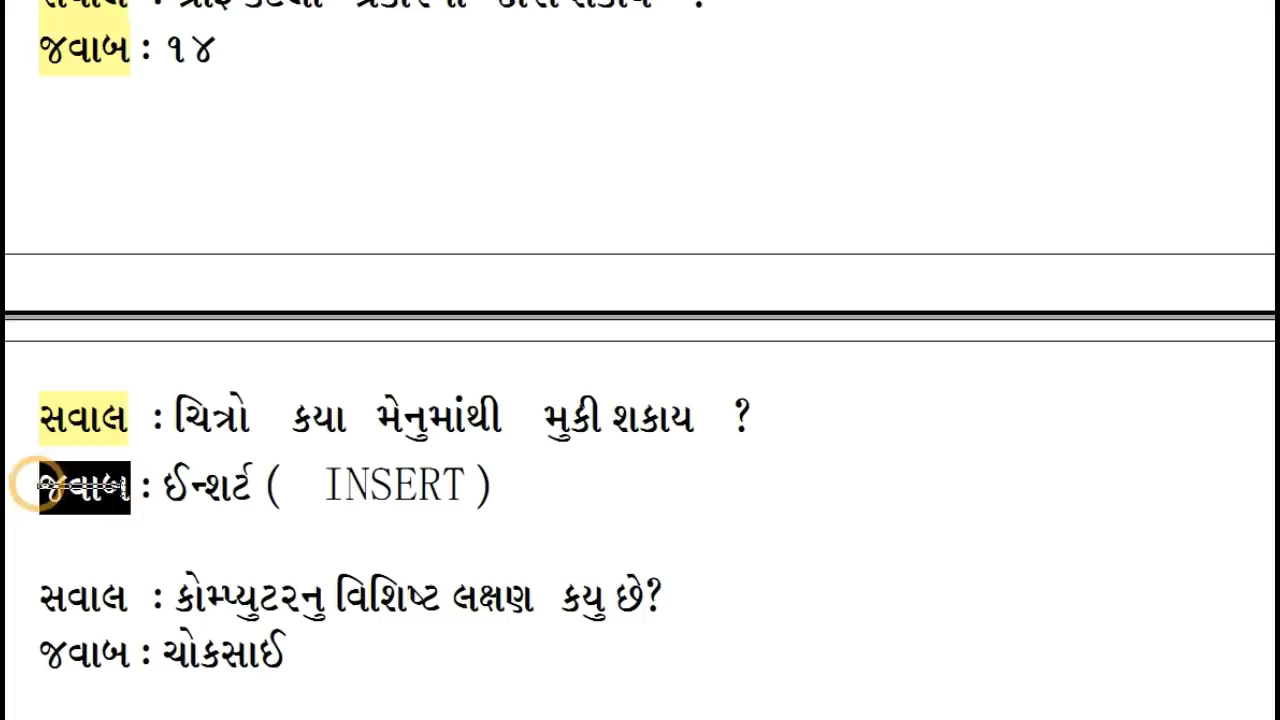 જવાબ : ૧૪
સવાલ : ચિત્રો કયા મેનુમાંથી મુકી શકાય ?
જવાબ : ઈન્શર્ટ ( INSERT )
સવાલ : કોમ્પ્યુટરનુ વિશિષ્ટ લક્ષણ કયુ છે?
જવાબ : ચોકસાઈ